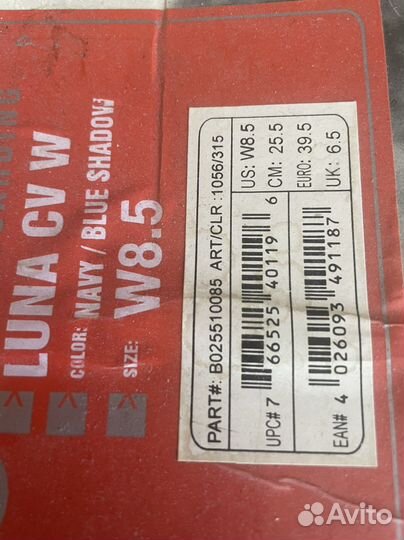 LUNA CV W
COLOR: NAVY / BLUE SHADOW
SIZE: W8.5
PART#: B025510085 ART/CLR :1056/315
US: W8.5
CM: 25.5
EURO: 39.5
UK: 6.5
UPC# 7 66525 40119 6
EAN# 4 026093 491187
Avito